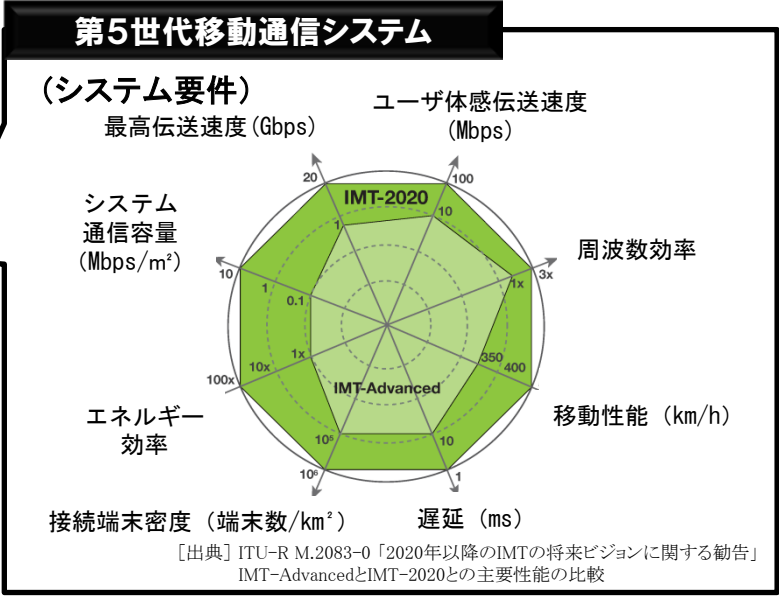 第５世代移動通信システム
（システム要件）
最高伝送速度(Gbps)
ユーザ体感伝送速度
(Mbps)
システム
通信容量
(Mbps/㎡)
周波数効率
エネルギー
効率
移動性能 (km/h)
接続端末密度 (端末数/km²)
遅延 (ms)
20
100
IMT-2020
1
10
10
1
0.1
1x
3x
100x
10x
1x
350
400
IMT-Advanced
10⁵
10⁶
10
1
［出典］ITU-R M.2083-0 「2020年以降のIMTの将来ビジョンに関する勧告」
IMT-AdvancedとIMT-2020との主要性能の比較